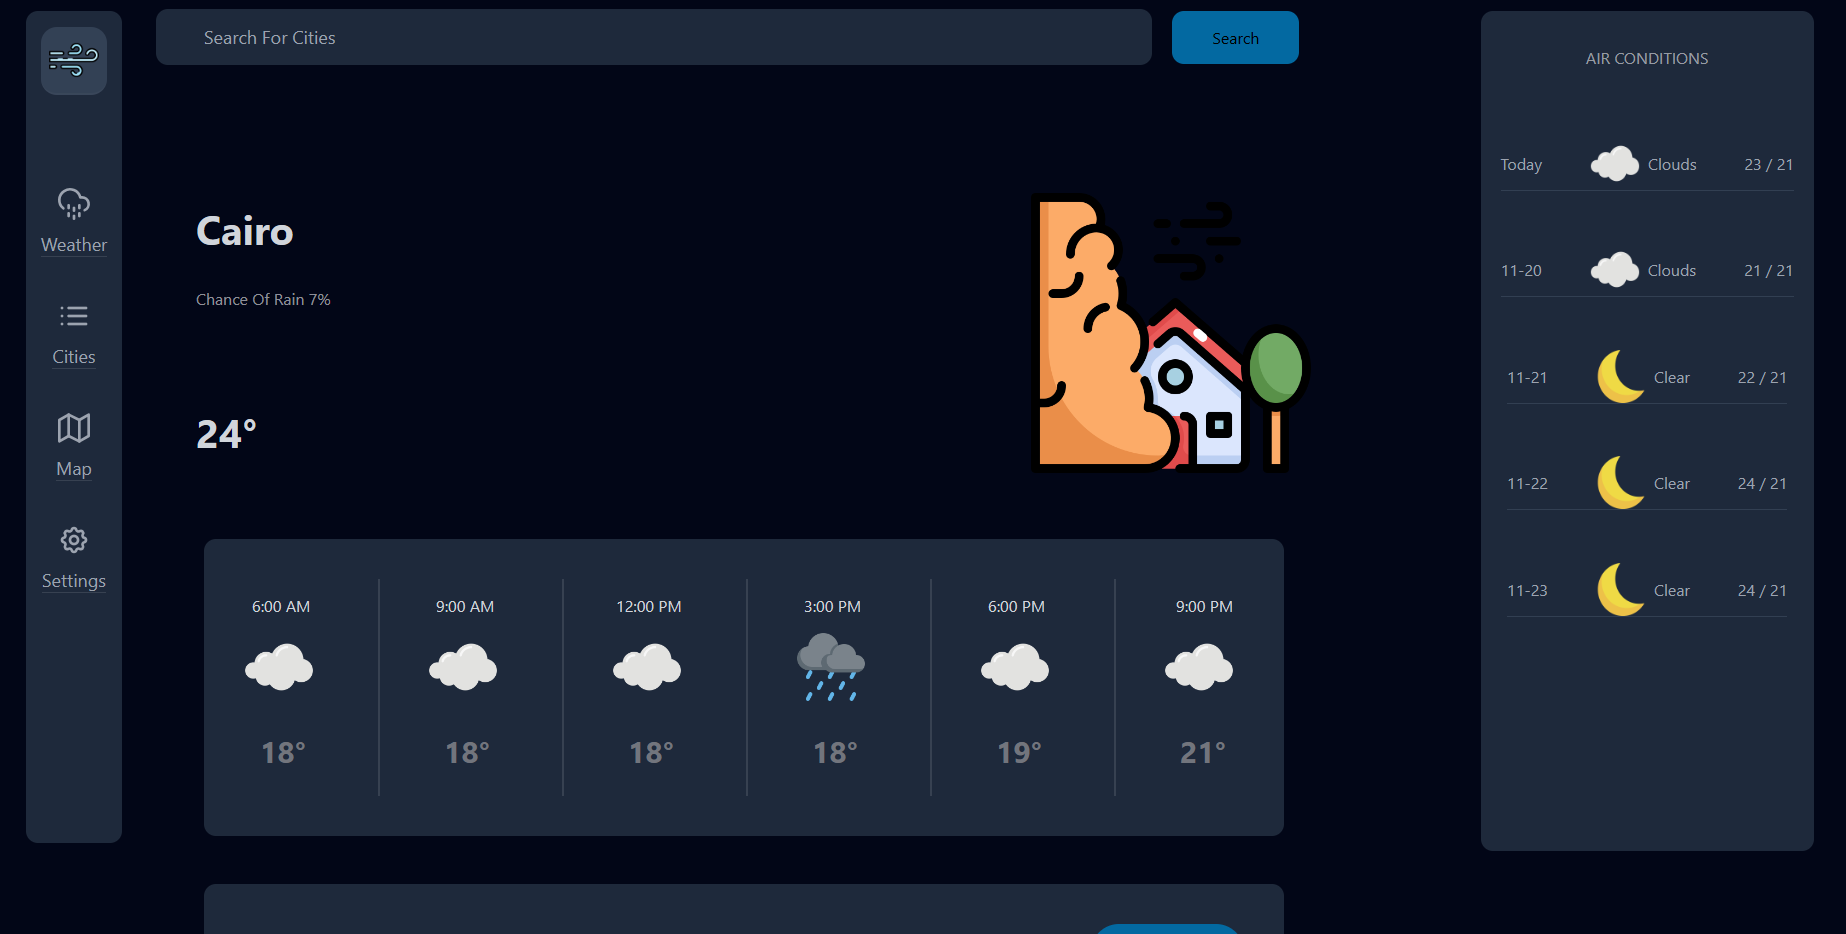 Search For Cities
Search
Weather
Cities
Map
Settings
Cairo
Chance Of Rain 7%
24°
6:00 AM
18°
9:00 AM
18°
12:00 PM
18°
3:00 PM
18°
6:00 PM
19°
9:00 PM
21°
AIR CONDITIONS
Today Clouds 23 / 21
11-20 Clouds 21 / 21
11-21 Clear 22 / 21
11-22 Clear 24 / 21
11-23 Clear 24 / 21